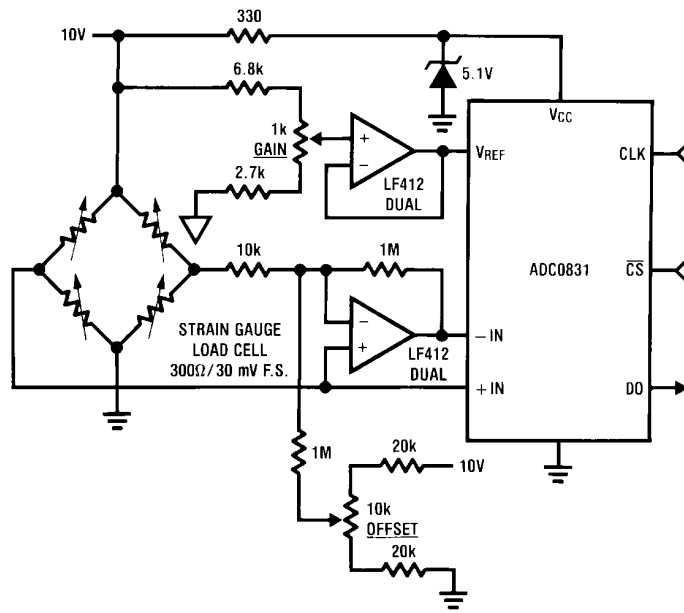 330
10V
5.1V
6.8k
1k
GAIN
2.7k
+
−
LF412
DUAL
VCC
VREF
CLK
ADC0831
CS
DO
−IN
+IN
10k
1M
−
+
LF412
DUAL
STRAIN GAUGE
LOAD CELL
300Ω/30 mV F.S.
1M
20k
10V
10k
OFFSET
20k